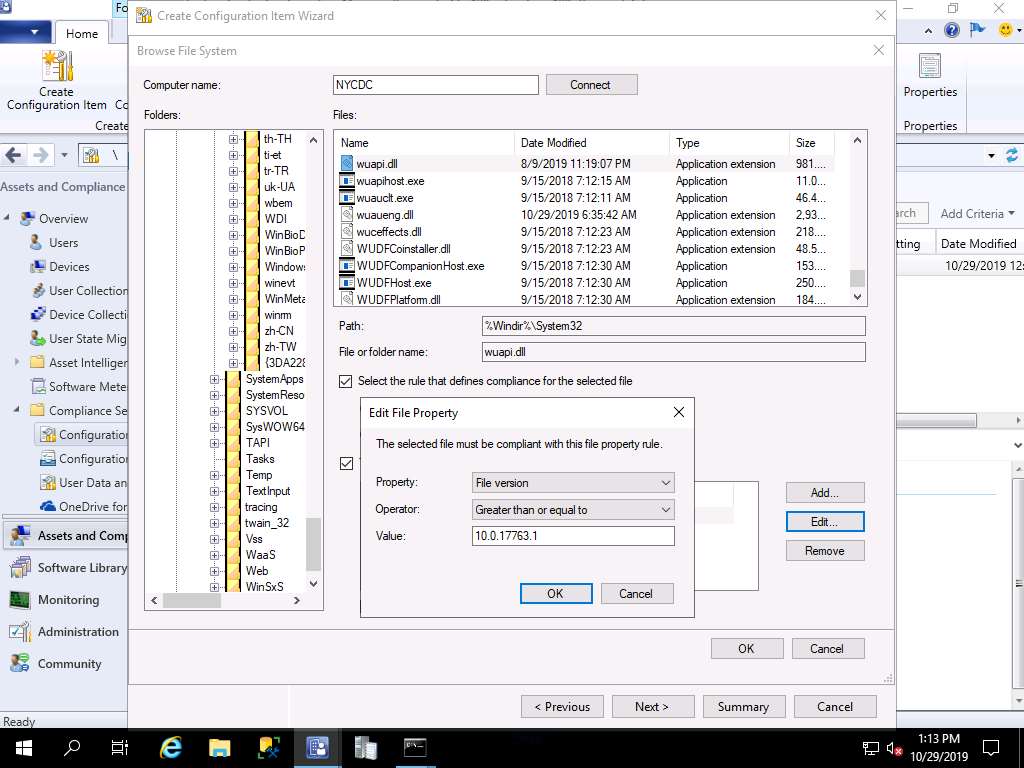 Create Configuration Item Wizard
Home
Browse File System
Create
Configuration Item
Create
Computer name:
NYCDC
Connect
Properties
Properties
Folders:
Files:
th-TH
ti-et
tr-TR
uk-UA
wbem
WDI
WinBioD
WinBioP
Window
winevt
WinMeta
winrm
zh-CN
zh-TW
{3DA228
SystemApps
SystemReso
SYSVOL
SysWOW64
TAPI
Tasks
Temp
TextInput
tracing
twain_32
Vss
WaaS
Web
WinSxS
Name Date Modified Type Size
wuapi.dll 8/9/2019 11:19:07 PM Application extension 981....
wuapihost.exe 9/15/2018 7:12:15 AM Application 11.0...
wuauclt.exe 9/15/2018 7:12:11 AM Application 46.4...
wuaueng.dll 10/29/2019 6:35:42 AM Application extension 2,93...
wuceffects.dll 9/15/2018 7:12:23 AM Application extension 218....
WUDFCoinstaller.dll 9/15/2018 7:12:23 AM Application extension 48.5...
WUDFCompanionHost.exe 9/15/2018 7:12:30 AM Application 153....
WUDFHost.exe 9/15/2018 7:12:30 AM Application 250....
WUDFPlatform.dll 9/15/2018 7:12:30 AM Application extension 184....
Path:
%Windir%\System32
File or folder name:
wuapi.dll
Select the rule that defines compliance for the selected file
Edit File Property
The selected file must be compliant with this file property rule.
Property:
File version
Operator:
Greater than or equal to
Value:
10.0.17763.1
OK
Cancel
Add...
Edit...
Remove
OK
Cancel
< Previous
Next >
Summary
Cancel
\
Assets and Compliance
Overview
Users
Devices
User Collection
Device Collecti
User State Mig
Asset Intelliger
Software Mete
Compliance Se
Configuration
Configuration
User Data an
OneDrive for
Assets and Comp
Software Library
Monitoring
Administration
Community
Ready
arch
Add Criteria
tting
Date Modified
10/29/2019 12:
1:13 PM
10/29/2019